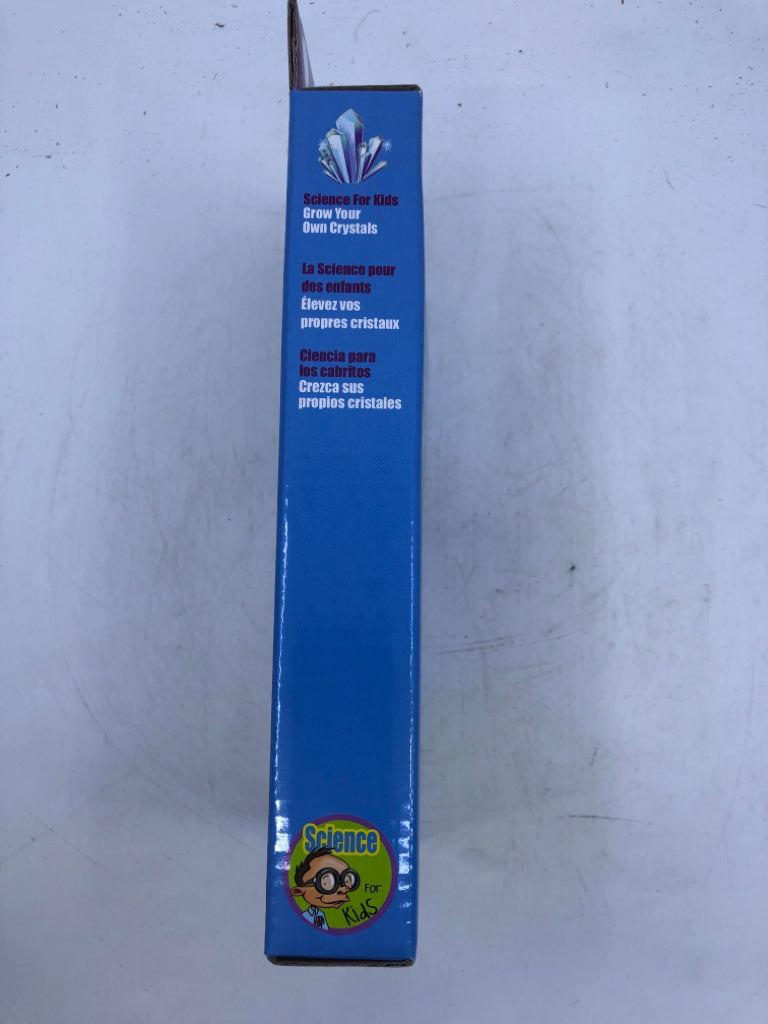 Science For Kids
Grow Your
Own Crystals
La Science pour
des enfants
Élevez vos
propres cristaux
Ciencia para
los cabritos
Crezca sus
propios cristales
Science
For
Kids